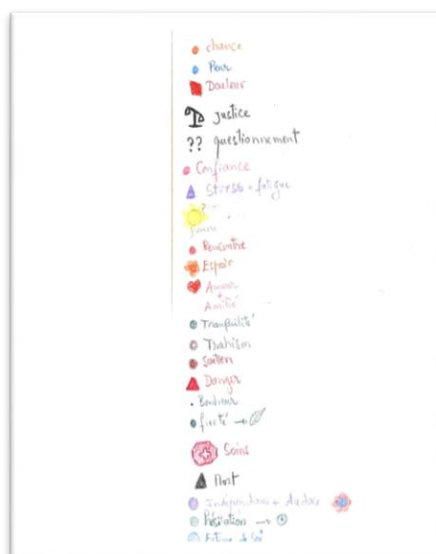 chance
Peur
Douleur
justice
?? questionnement
Confiance
Stress + fatigue
Rencontre
Espoir
Amour
+
Amitié
Tranquilité
Trahison
Soutien
Danger
Bonheur
fierté →
Soins
Mort
Indépendance + Audace
Hésitation →